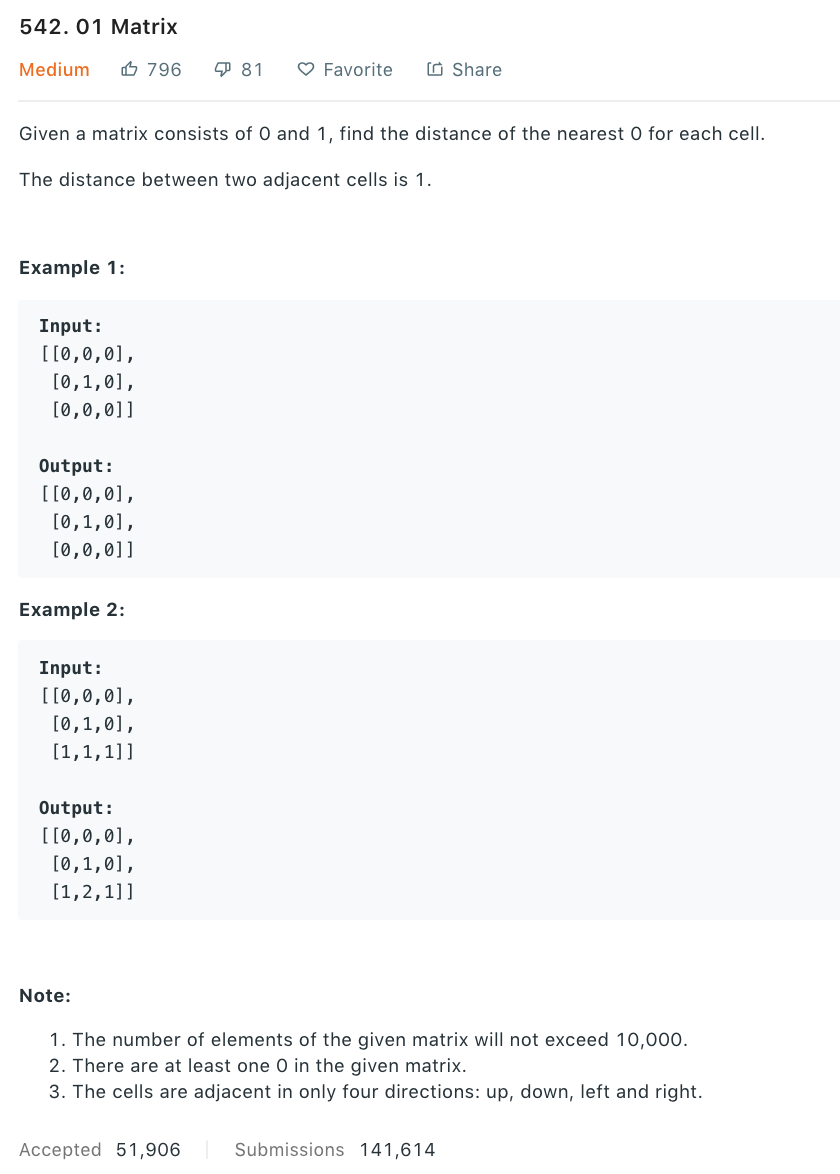 542. 01 Matrix
Medium 796 81 Favorite Share
Given a matrix consists of 0 and 1, find the distance of the nearest 0 for each cell.
The distance between two adjacent cells is 1.
Example 1:
Input:
[[0,0,0],
 [0,1,0],
 [0,0,0]]
Output:
[[0,0,0],
 [0,1,0],
 [0,0,0]]
Example 2:
Input:
[[0,0,0],
 [0,1,0],
 [1,1,1]]
Output:
[[0,0,0],
 [0,1,0],
 [1,2,1]]
Note:
1. The number of elements of the given matrix will not exceed 10,000.
2. There are at least one 0 in the given matrix.
3. The cells are adjacent in only four directions: up, down, left and right.
Accepted 51,906 Submissions 141,614